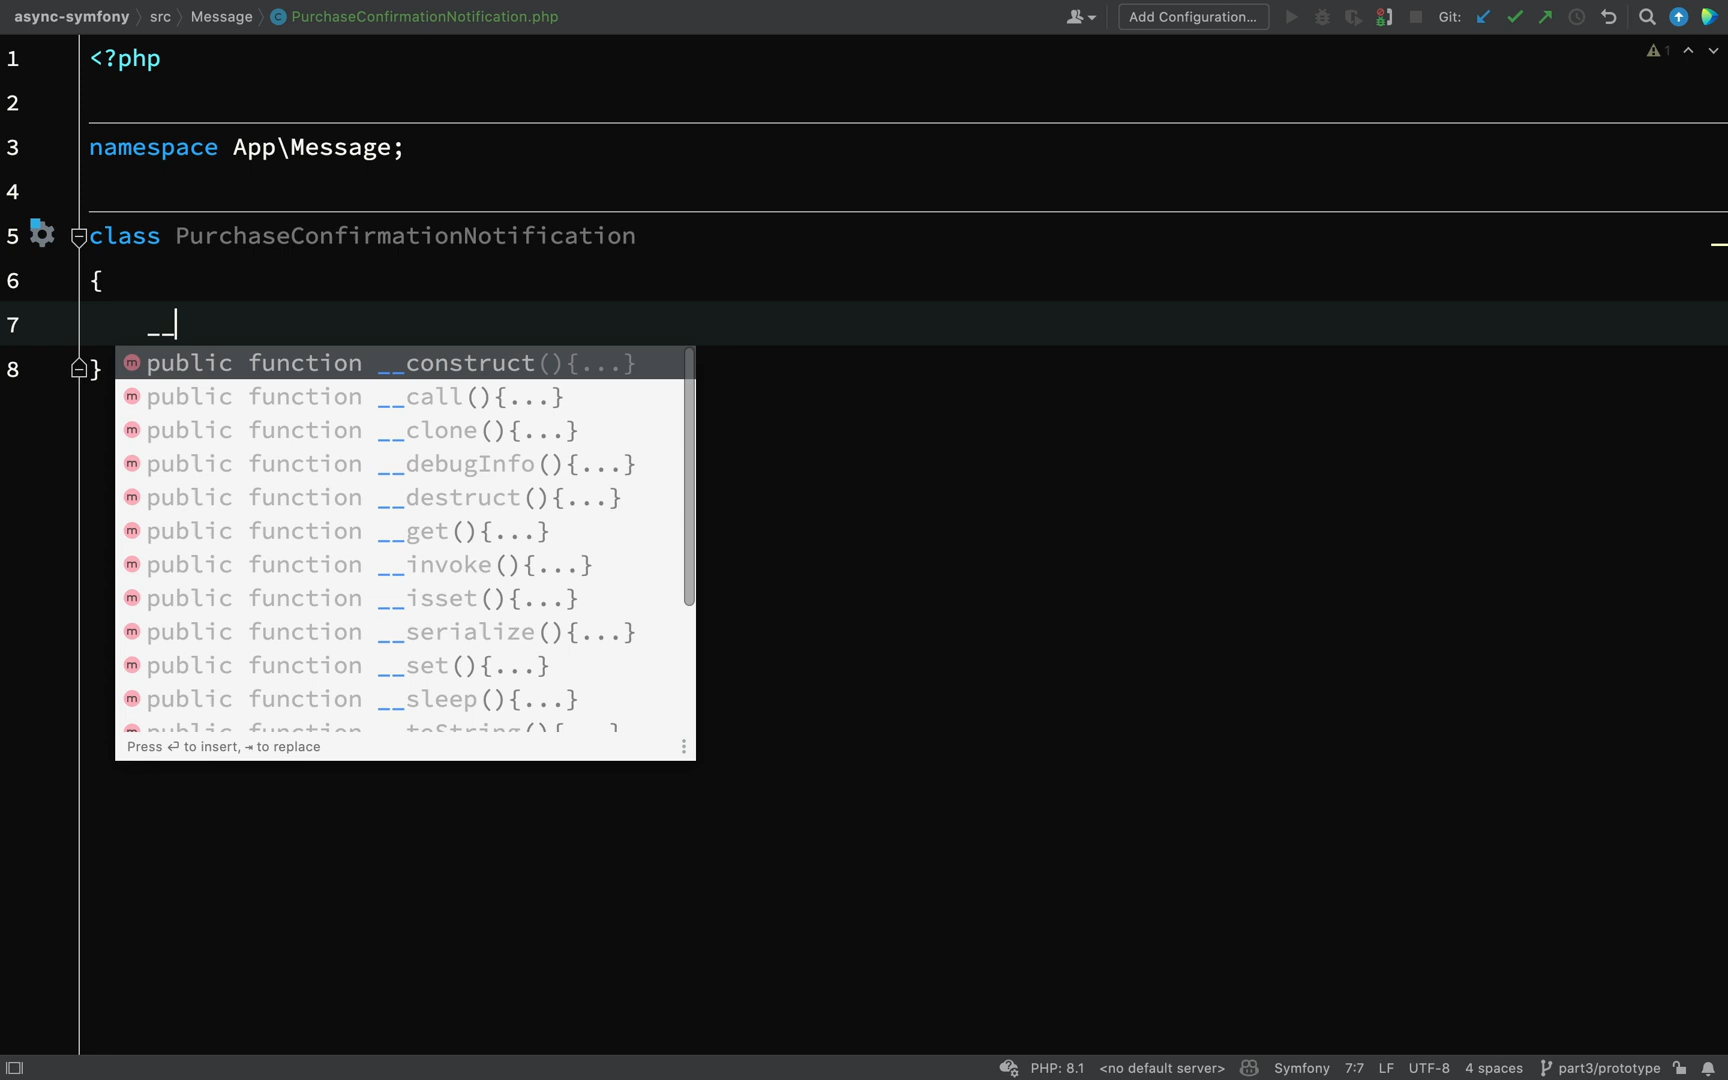 async-symfony src Message PurchaseConfirmationNotification.php Add Configuration... Git:
1 <?php
1
2
3 namespace App\Message;
4
5 class PurchaseConfirmationNotification
6 {
7 __
8 }
public function __construct(){...}
public function __call(){...}
public function __clone(){...}
public function __debugInfo(){...}
public function __destruct(){...}
public function __get(){...}
public function __invoke(){...}
public function __isset(){...}
public function __serialize(){...}
public function __set(){...}
public function __sleep(){...}
public function __toString(){...}
Press ↵ to insert, ⇥ to replace
PHP: 8.1 <no default server> Symfony 7:7 LF UTF-8 4 spaces part3/prototype